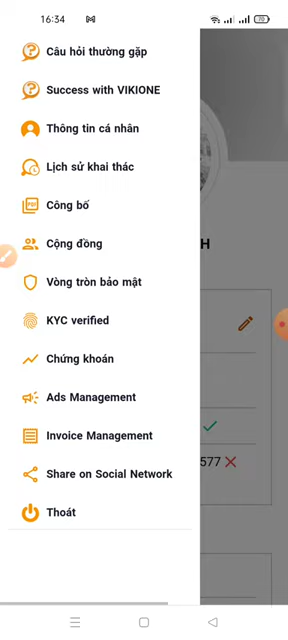 16:34
70
Câu hỏi thường gặp
Success with VIKIONE
Thông tin cá nhân
Lịch sử khai thác
PDF
Công bố
Cộng đồng
H
Vòng tròn bảo mật
KYC verified
Chứng khoán
Ads Management
Invoice Management
577
Share on Social Network
Thoát